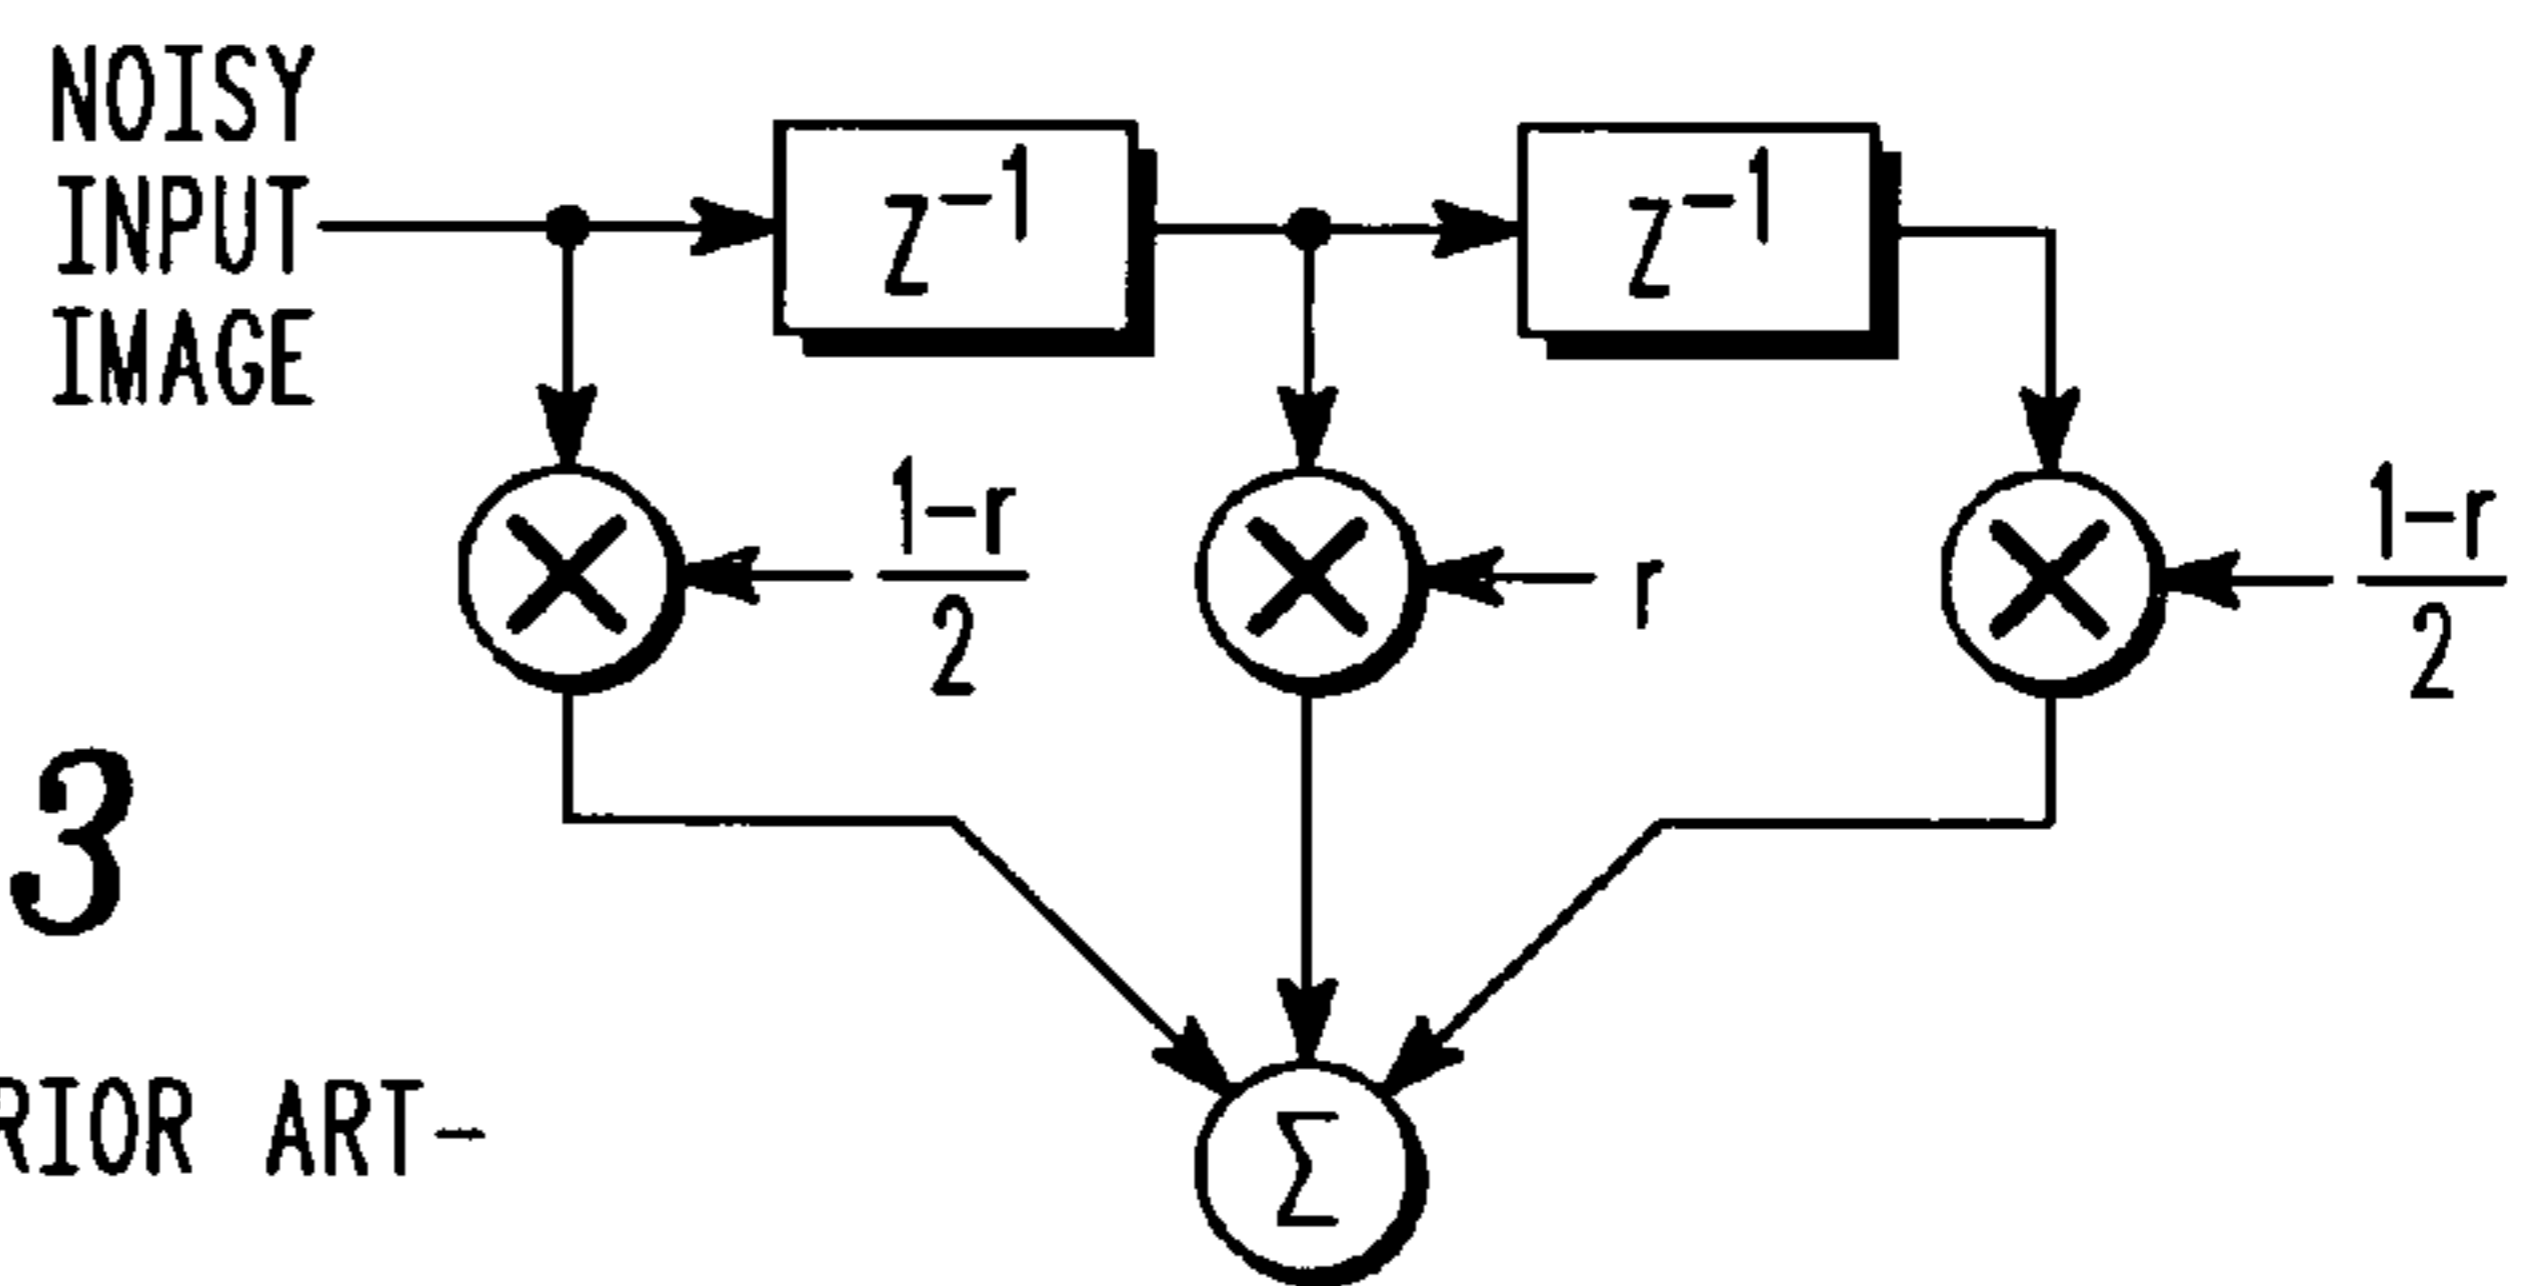 NOISY
INPUT
IMAGE
z⁻¹
z⁻¹
1-r
2
r
1-r
2
3
RIOR ART-
Σ